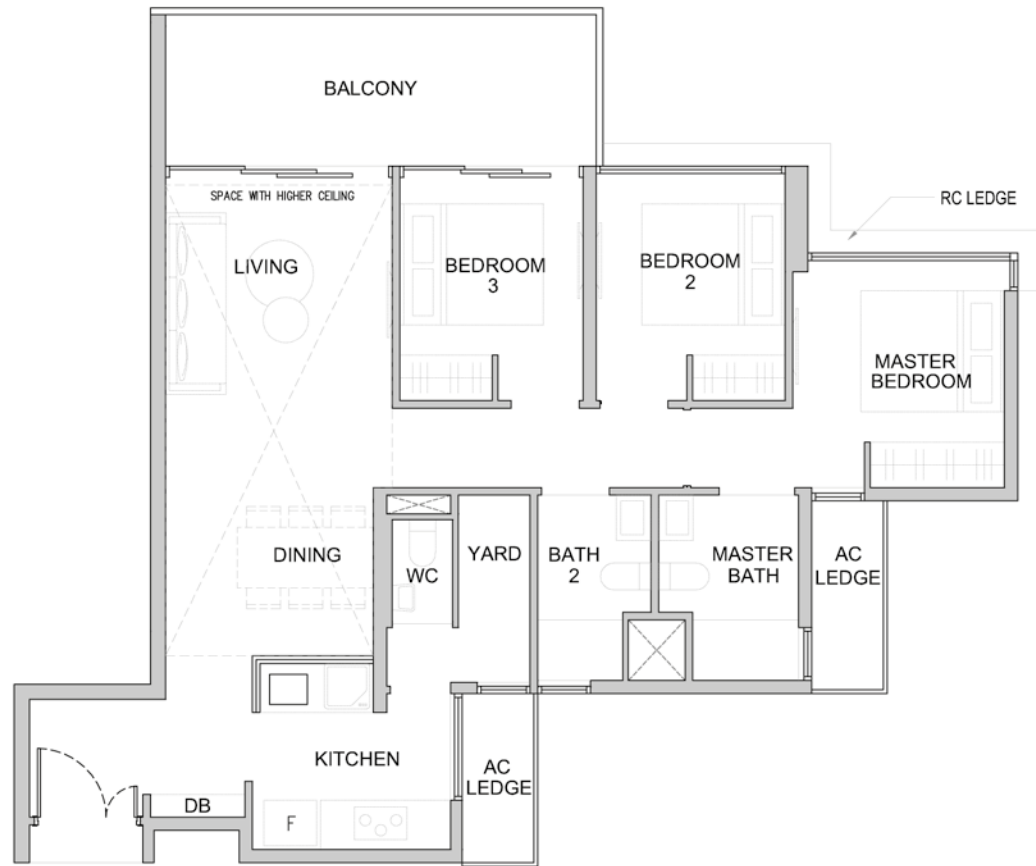 BALCONY
SPACE WITH HIGHER CEILING
RC LEDGE
LIVING
BEDROOM
3
BEDROOM
2
MASTER
BEDROOM
DINING
WC
YARD
BATH
2
MASTER
BATH
AC
LEDGE
KITCHEN
AC
LEDGE
DB
F